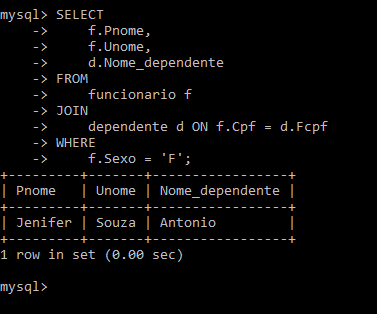 mysql> SELECT
    ->     f.Pnome,
    ->     f.Unome,
    ->     d.Nome_dependente
    -> FROM
    ->     funcionario f
    -> JOIN
    ->     dependente d ON f.Cpf = d.Fcpf
    -> WHERE
    ->     f.Sexo = 'F';
+---------+-------+-----------------+
| Pnome   | Unome | Nome_dependente |
+---------+-------+-----------------+
| Jenifer | Souza | Antonio         |
+---------+-------+-----------------+
1 row in set (0.00 sec)
mysql>